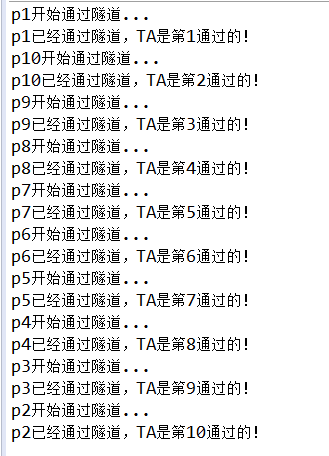 p1开始通过隧道...
p1已经通过隧道，TA是第1通过的!
p10开始通过隧道...
p10已经通过隧道，TA是第2通过的!
p9开始通过隧道...
p9已经通过隧道，TA是第3通过的!
p8开始通过隧道...
p8已经通过隧道，TA是第4通过的!
p7开始通过隧道...
p7已经通过隧道，TA是第5通过的!
p6开始通过隧道...
p6已经通过隧道，TA是第6通过的!
p5开始通过隧道...
p5已经通过隧道，TA是第7通过的!
p4开始通过隧道...
p4已经通过隧道，TA是第8通过的!
p3开始通过隧道...
p3已经通过隧道，TA是第9通过的!
p2开始通过隧道...
p2已经通过隧道，TA是第10通过的!